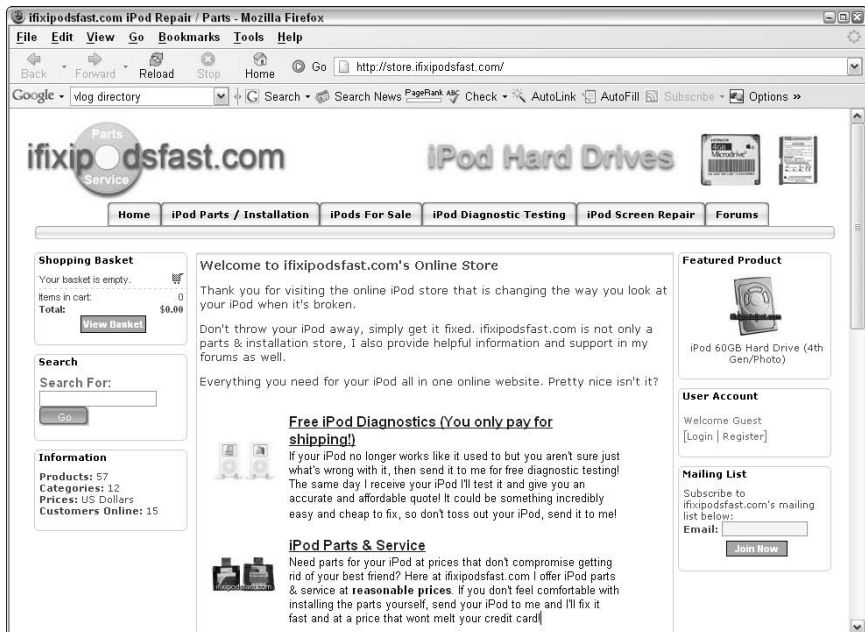 ifixipodsfast.com iPod Repair / Parts - Mozilla Firefox
File Edit View Go Bookmarks Tools Help
Back Forward Reload Stop Home Go http://store.ifixipodsfast.com/
Google vlog directory Search Search News PageRank ABC Check AutoLink AutoFill Subscribe Options »
Parts
ifixipodsfast.com
Service
iPod Hard Drives
HITACHI
4GB
Microdrive
Home iPod Parts / Installation iPods For Sale iPod Diagnostic Testing iPod Screen Repair Forums
Shopping Basket
Your basket is empty.
Items in cart: 0
Total: $0.00
View Basket
Search
Search For:
Go
Information
Products: 57
Categories: 12
Prices: US Dollars
Customers Online: 15
Welcome to ifixipodsfast.com's Online Store
Thank you for visiting the online iPod store that is changing the way you look at
your iPod when it's broken.
Don't throw your iPod away, simply get it fixed. ifixipodsfast.com is not only a
parts & installation store, I also provide helpful information and support in my
forums as well.
Everything you need for your iPod all in one online website. Pretty nice isn't it?
Free iPod Diagnostics (You only pay for
shipping!)
If your iPod no longer works like it used to but you aren't sure just
what's wrong with it, then send it to me for free diagnostic testing!
The same day I receive your iPod I'll test it and give you an
accurate and affordable quote! It could be something incredibly
easy and cheap to fix, so don't toss out your iPod, send it to me!
iPod Parts & Service
Need parts for your iPod at prices that don't compromise getting
rid of your best friend? Here at ifixipodsfast.com I offer iPod parts
& service at reasonable prices. If you don't feel comfortable with
installing the parts yourself, send your iPod to me and I'll fix it
fast and at a price that wont melt your credit card!
ifixipodsfast.com
Featured Product
ifixipodsfast.com
iPod 60GB Hard Drive (4th
Gen/Photo)
User Account
Welcome Guest
[Login | Register]
Mailing List
Subscribe to
ifixipodsfast.com's mailing
list below:
Email:
Join Now